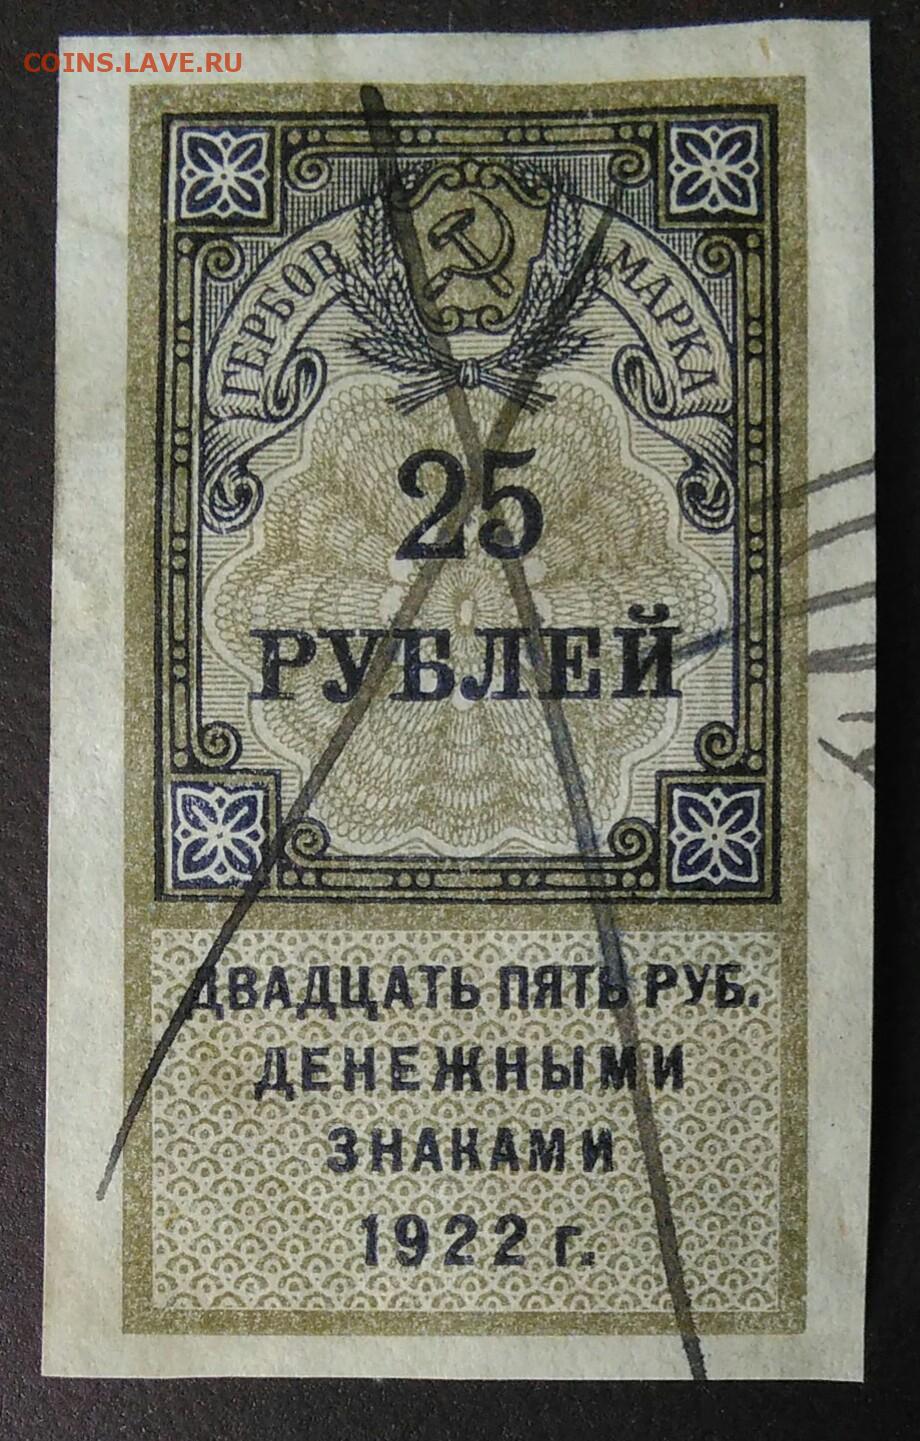 COINS.LAVE.RU
ГЕРБОВ МАРКА
25
РУБЛЕЙ
ДВАДЦАТЬ ПЯТЬ РУБ.
ДЕНЕЖНЫМИ
ЗНАКАМИ
1922 г.